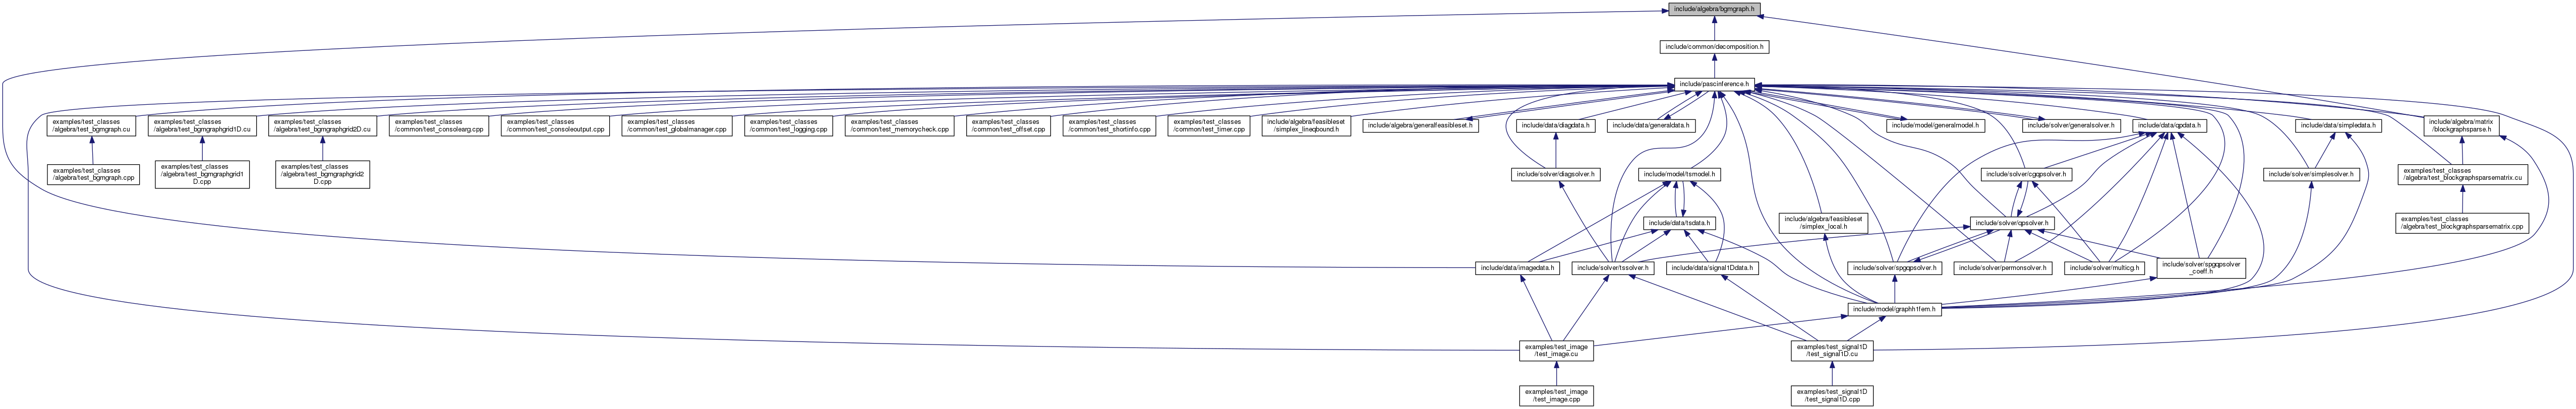 include/algebra/bgmgraph.h
include/common/decomposition.h
include/pascinference.h
examples/test_classes
/algebra/test_bgmgraph.cu
examples/test_classes
/algebra/test_bgmgraphgrid1D.cu
examples/test_classes
/algebra/test_bgmgraphgrid2D.cu
examples/test_classes
/common/test_consolearg.cpp
examples/test_classes
/common/test_consoleoutput.cpp
examples/test_classes
/common/test_globalmanager.cpp
examples/test_classes
/common/test_logging.cpp
examples/test_classes
/common/test_memorycheck.cpp
examples/test_classes
/common/test_offset.cpp
examples/test_classes
/common/test_shortinfo.cpp
examples/test_classes
/common/test_timer.cpp
include/algebra/feasibleset
/simplex_lineqbound.h
include/algebra/generalfeasibleset.h
include/data/diagdata.h
include/data/generaldata.h
include/model/generalmodel.h
include/solver/generalsolver.h
include/data/qpdata.h
include/data/simpledata.h
include/algebra/matrix
/blockgraphsparse.h
examples/test_classes
/algebra/test_bgmgraph.cpp
examples/test_classes
/algebra/test_bgmgraphgrid1
D.cpp
examples/test_classes
/algebra/test_bgmgraphgrid2
D.cpp
include/solver/diagsolver.h
include/model/tsmodel.h
include/solver/cgqpsolver.h
include/solver/simplesolver.h
examples/test_classes
/algebra/test_blockgraphsparsematrix.cu
include/data/tsdata.h
include/algebra/feasibleset
/simplex_local.h
include/solver/qpsolver.h
examples/test_classes
/algebra/test_blockgraphsparsematrix.cpp
include/data/imagedata.h
include/solver/tssolver.h
include/data/signal1Ddata.h
include/solver/spgqpsolver.h
include/solver/permonsolver.h
include/solver/multicg.h
include/solver/spgqpsolver
_coeff.h
include/model/graphh1fem.h
examples/test_image
/test_image.cu
examples/test_signal1D
/test_signal1D.cu
examples/test_image
/test_image.cpp
examples/test_signal1D
/test_signal1D.cpp